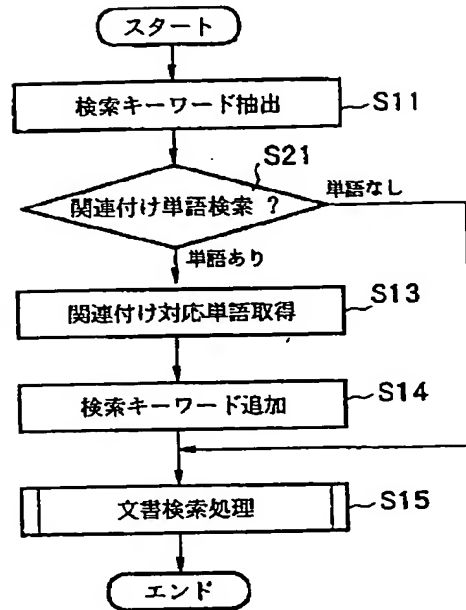 スタート
検索キーワード抽出
S11
S21
関連付け単語検索 ?
単語なし
単語あり
関連付け対応単語取得
S13
検索キーワード追加
S14
文書検索処理
S15
エンド